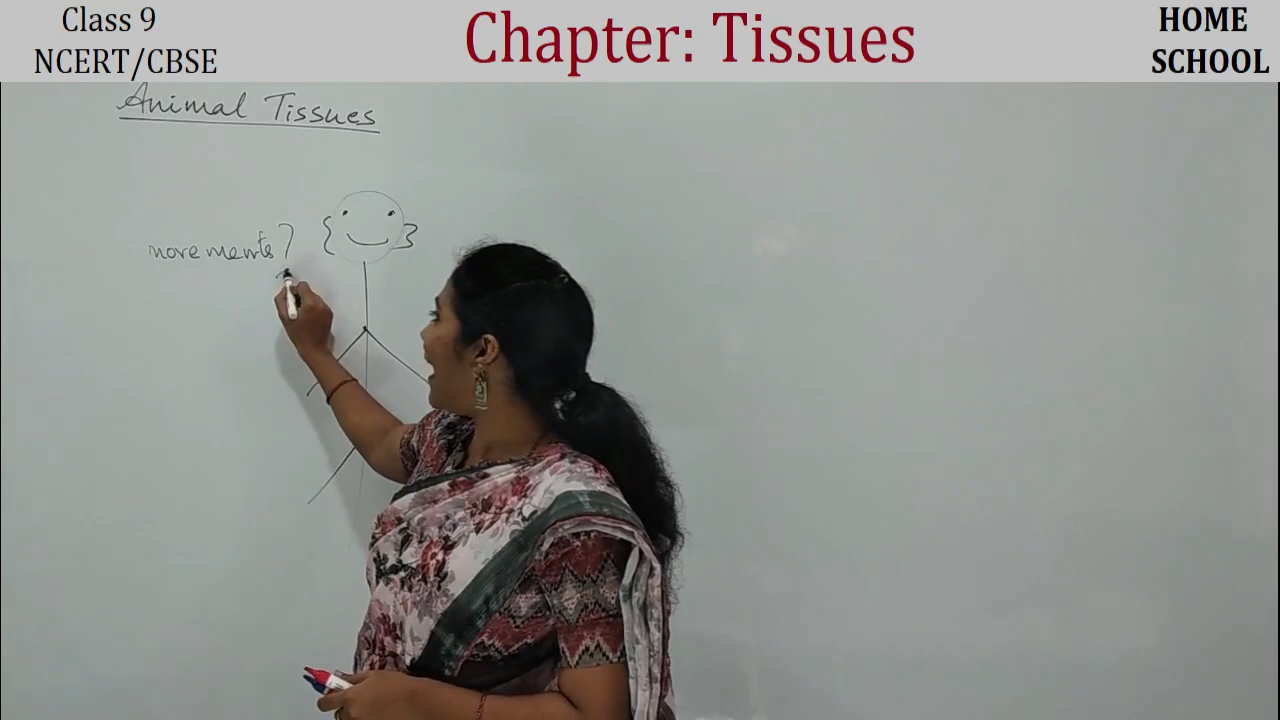 Class 9
NCERT/CBSE
Chapter: Tissues
HOME
SCHOOL
Animal Tissues
movements?